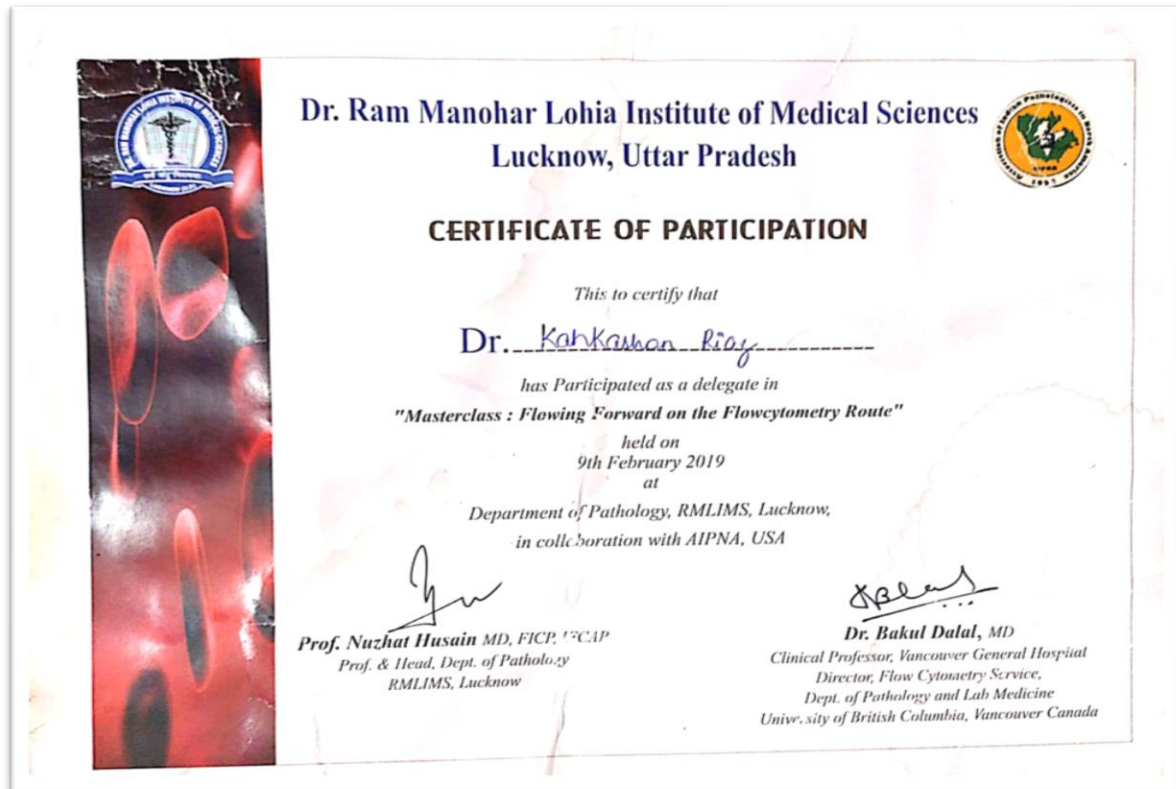 Dr. Ram Manohar Lohia Institute of Medical Sciences
Lucknow, Uttar Pradesh
CERTIFICATE OF PARTICIPATION
This to certify that
Dr. Kahkashan Riaz
has Participated as a delegate in
"Masterclass : Flowing Forward on the Flowcytometry Route"
held on
9th February 2019
at
Department of Pathology, RMLIMS, Lucknow,
in collaboration with AIPNA, USA
Prof. Nuzhat Husain MD, FICP, IFCAP
Prof. & Head, Dept. of Pathology
RMLIMS, Lucknow
Dr. Bakul Dalal, MD
Clinical Professor, Vancouver General Hospital
Director, Flow Cytometry Service,
Dept. of Pathology and Lab Medicine
University of British Columbia, Vancouver Canada